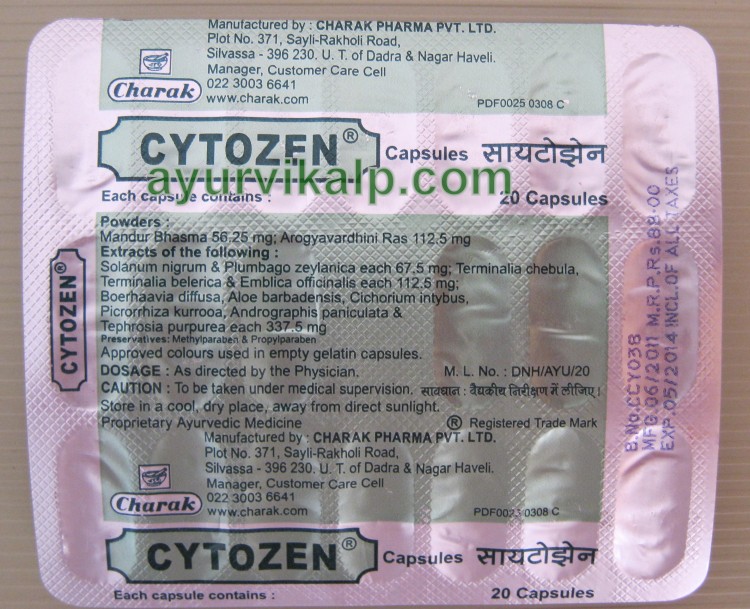 Manufactured by : CHARAK PHARMA PVT. LTD.
Plot No. 371, Sayli-Rakholi Road,
Silvassa - 396 230. U. T. of Dadra & Nagar Haveli.
Manager, Customer Care Cell
022 3003 6641
www.charak.com
Charak
PDF0025 0308 C
CYTOZEN® Capsules सायटोझेन
ayurvikalp.com
Each capsule contains : 20 Capsules
Powders :
Mandur Bhasma 56.25 mg; Arogyavardhini Ras 112.5 mg
Extracts of the following :
Solanum nigrum & Plumbago zeylanica each 67.5 mg; Terminalia chebula,
Terminalia belerica & Emblica officinalis each 112.5 mg;
Boerhaavia diffusa, Aloe barbadensis, Cichorium intybus,
Picrorrhiza kurrooa, Andrographis paniculata &
Tephrosia purpurea each 337.5 mg
Preservatives: Methylparaben & Propylparaben
Approved colours used in empty gelatin capsules.
DOSAGE : As directed by the Physician. M. L. No. : DNH/AYU/20
CAUTION : To be taken under medical supervision. सावधान : वैद्यकीय निरीक्षण में लीजिए।
Store in a cool, dry place, away from direct sunlight.
Proprietary Ayurvedic Medicine ® Registered Trade Mark
CYTOZEN®
B.No.CCY038
MFG.06/2011 M.R.P.Rs.88.00
EXP.05/2014 INCL.OF ALL TAXES
Manufactured by : CHARAK PHARMA PVT. LTD.
Plot No. 371, Sayli-Rakholi Road,
Silvassa - 396 230. U. T. of Dadra & Nagar Haveli.
Manager, Customer Care Cell
022 3003 6641
www.charak.com
Charak
PDF0025 0308 C
CYTOZEN® Capsules सायटोझेन
Each capsule contains : 20 Capsules